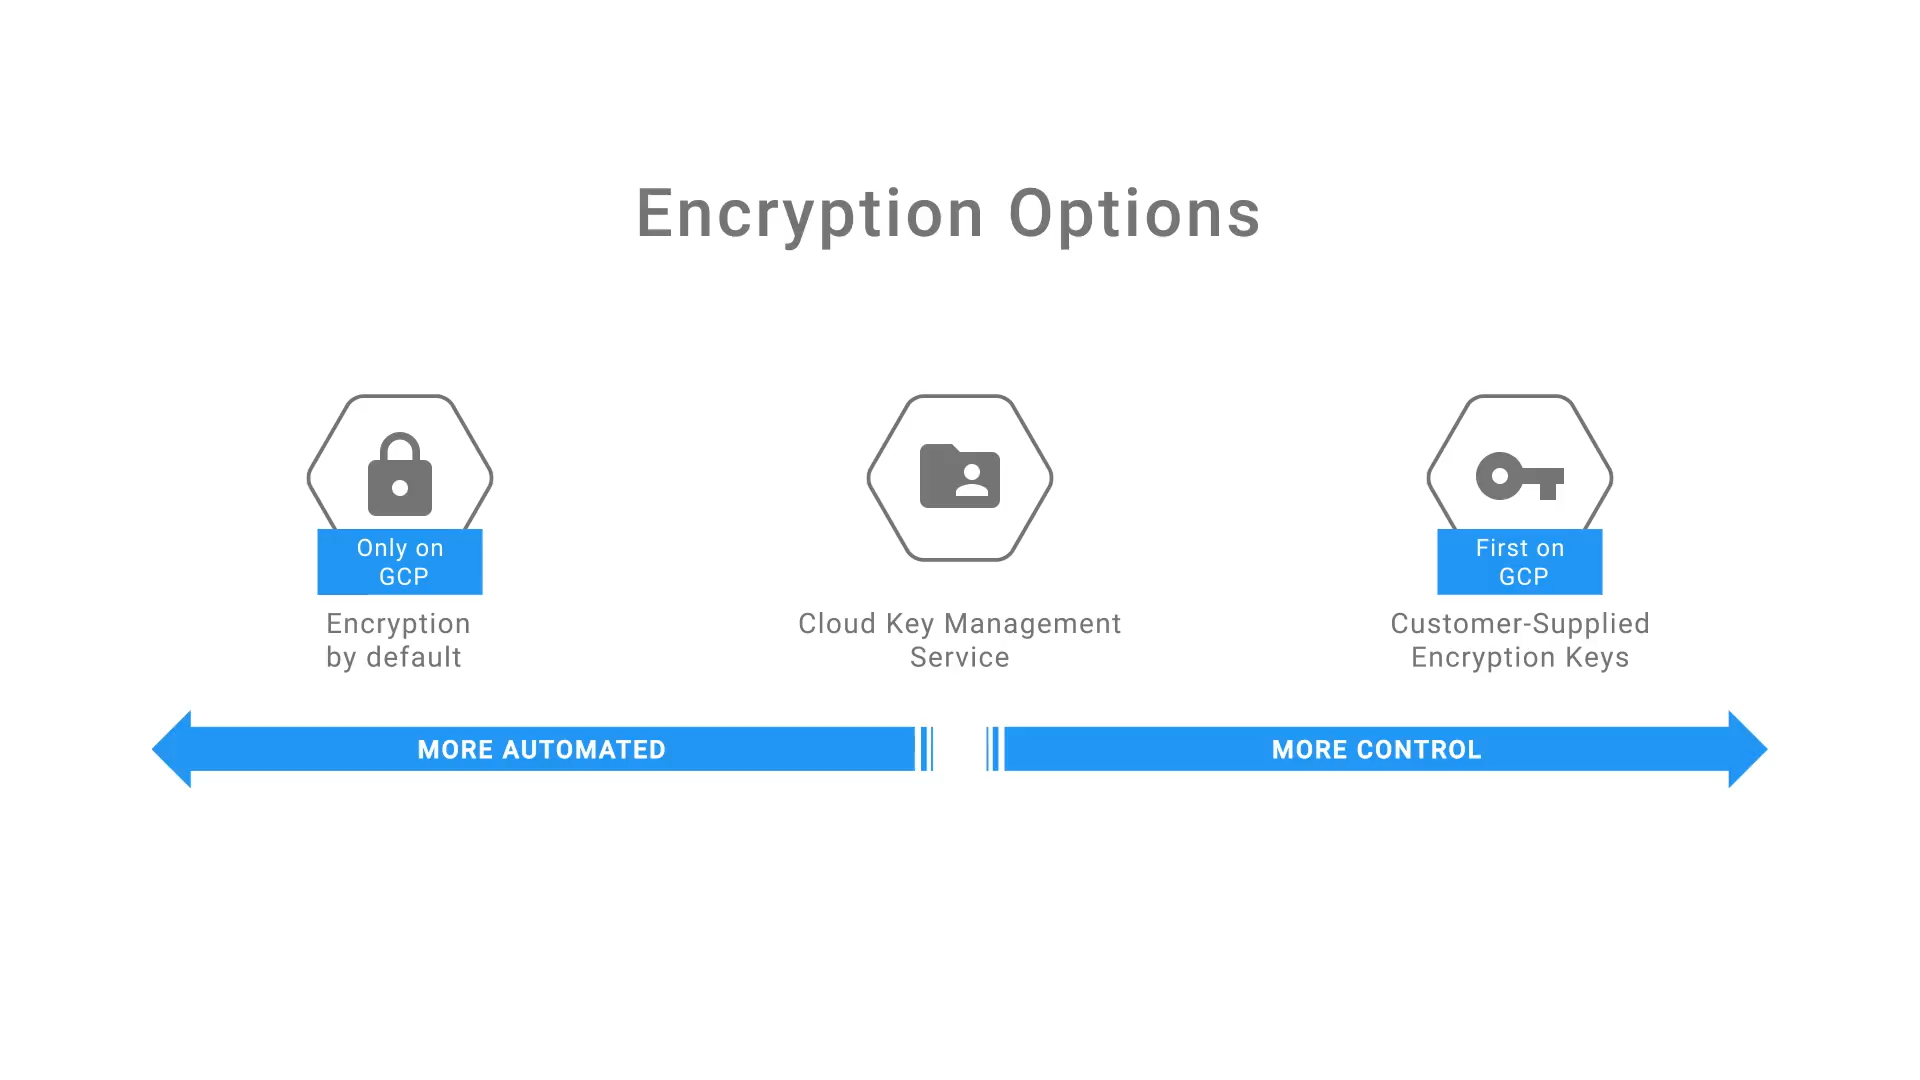 Encryption Options
Only on
GCP
Encryption
by default
Cloud Key Management
Service
First on
GCP
Customer-Supplied
Encryption Keys
MORE AUTOMATED
MORE CONTROL